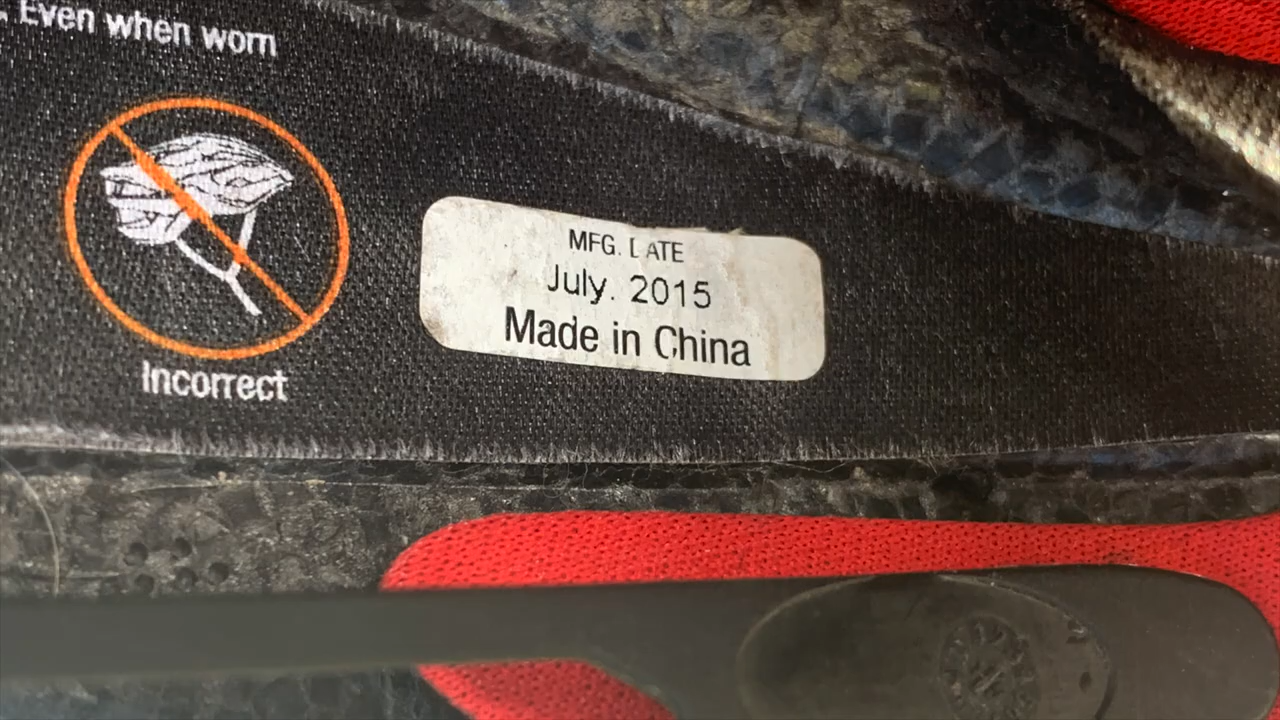 . Even when worn
Incorrect
MFG. DATE
July. 2015
Made in China